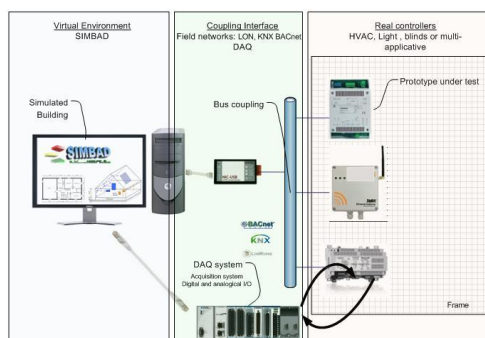 Virtual Environment
SIMBAD
Simulated
Building
SIMBAD
Coupling Interface
Field networks: LON, KNX BACnet
DAQ
Bus coupling
BACnet
KNX
LonWorks
DAQ system
Acquisition system
Digital and analogical I/O
Real controllers
HVAC, Light , blinds or multi-
applicative
Prototype under test
Frame